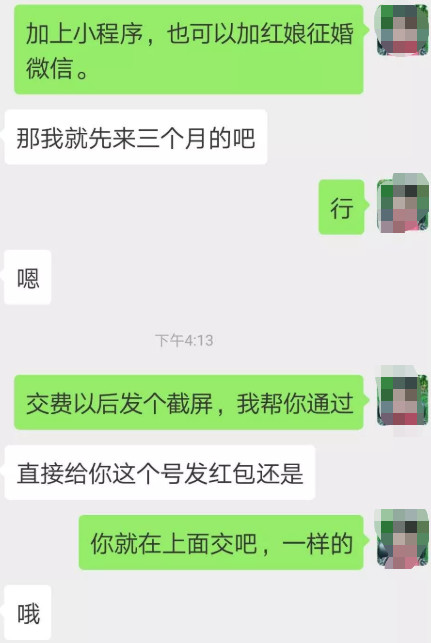 加上小程序，也可以加红娘征婚
微信。
那我就先来三个月的吧
行
嗯
下午4:13
交费以后发个截屏，我帮你通过
直接给你这个号发红包还是
你就在上面交吧，一样的
哦